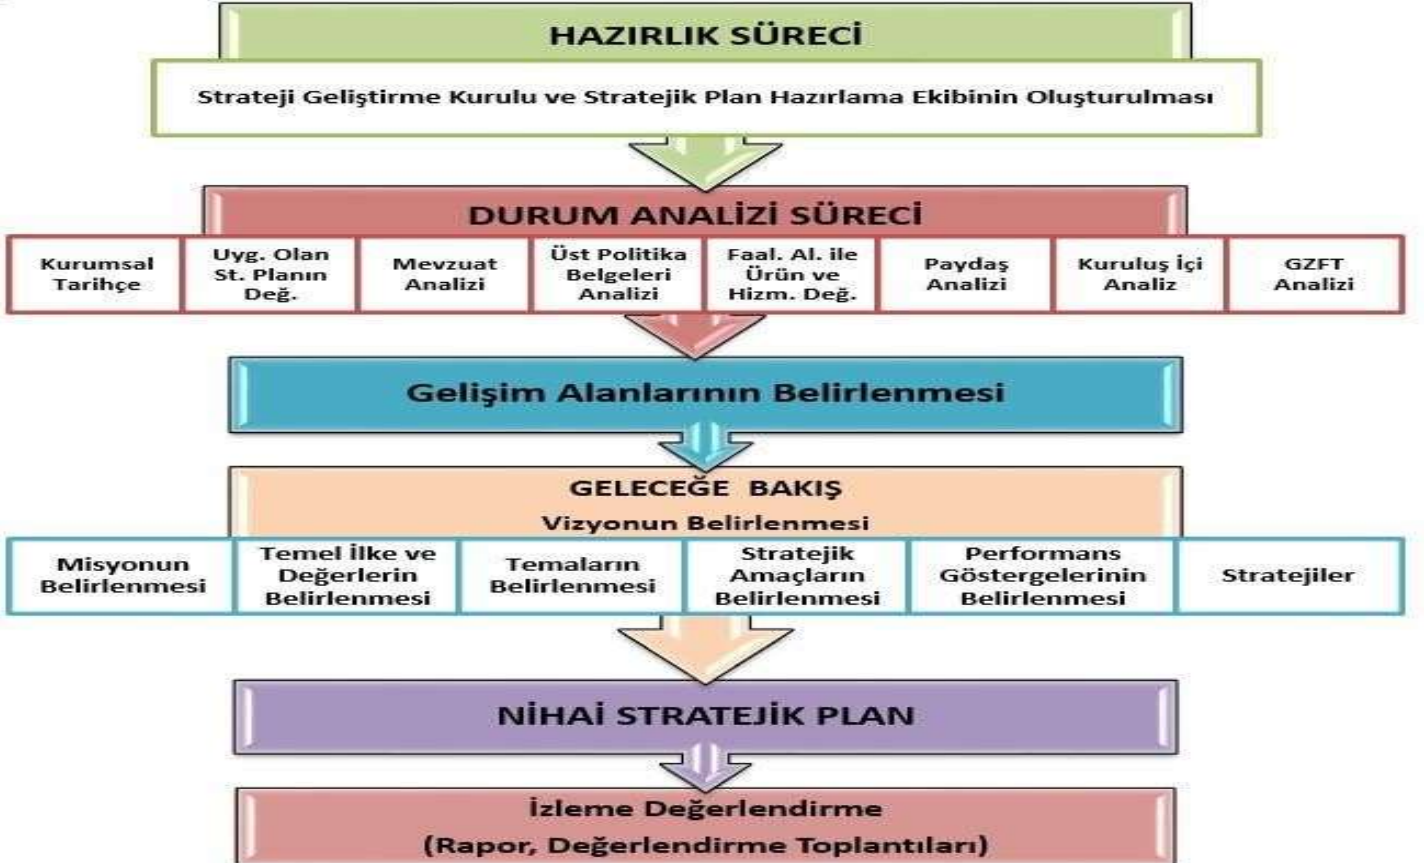 HAZIRLIK SÜRECİ
Strateji Geliştirme Kurulu ve Stratejik Plan Hazırlama Ekibinin Oluşturulması
DURUM ANALİZİ SÜRECİ
Kurumsal
Tarihçe
Uyg. Olan
St. Planın
Değ.
Mevzuat
Analizi
Üst Politika
Belgeleri
Analizi
Faal. Al. ile
Ürün ve
Hizm. Değ.
Paydaş
Analizi
Kuruluş İçi
Analiz
GZFT
Analizi
Gelişim Alanlarının Belirlenmesi
GELECEĞE BAKIŞ
Vizyonun Belirlenmesi
Misyonun
Belirlenmesi
Temel İlke ve
Değerlerin
Belirlenmesi
Temaların
Belirlenmesi
Stratejik
Amaçların
Belirlenmesi
Performans
Göstergelerinin
Belirlenmesi
Stratejiler
NİHAİ STRATEJİK PLAN
İzleme Değerlendirme
(Rapor, Değerlendirme Toplantıları)